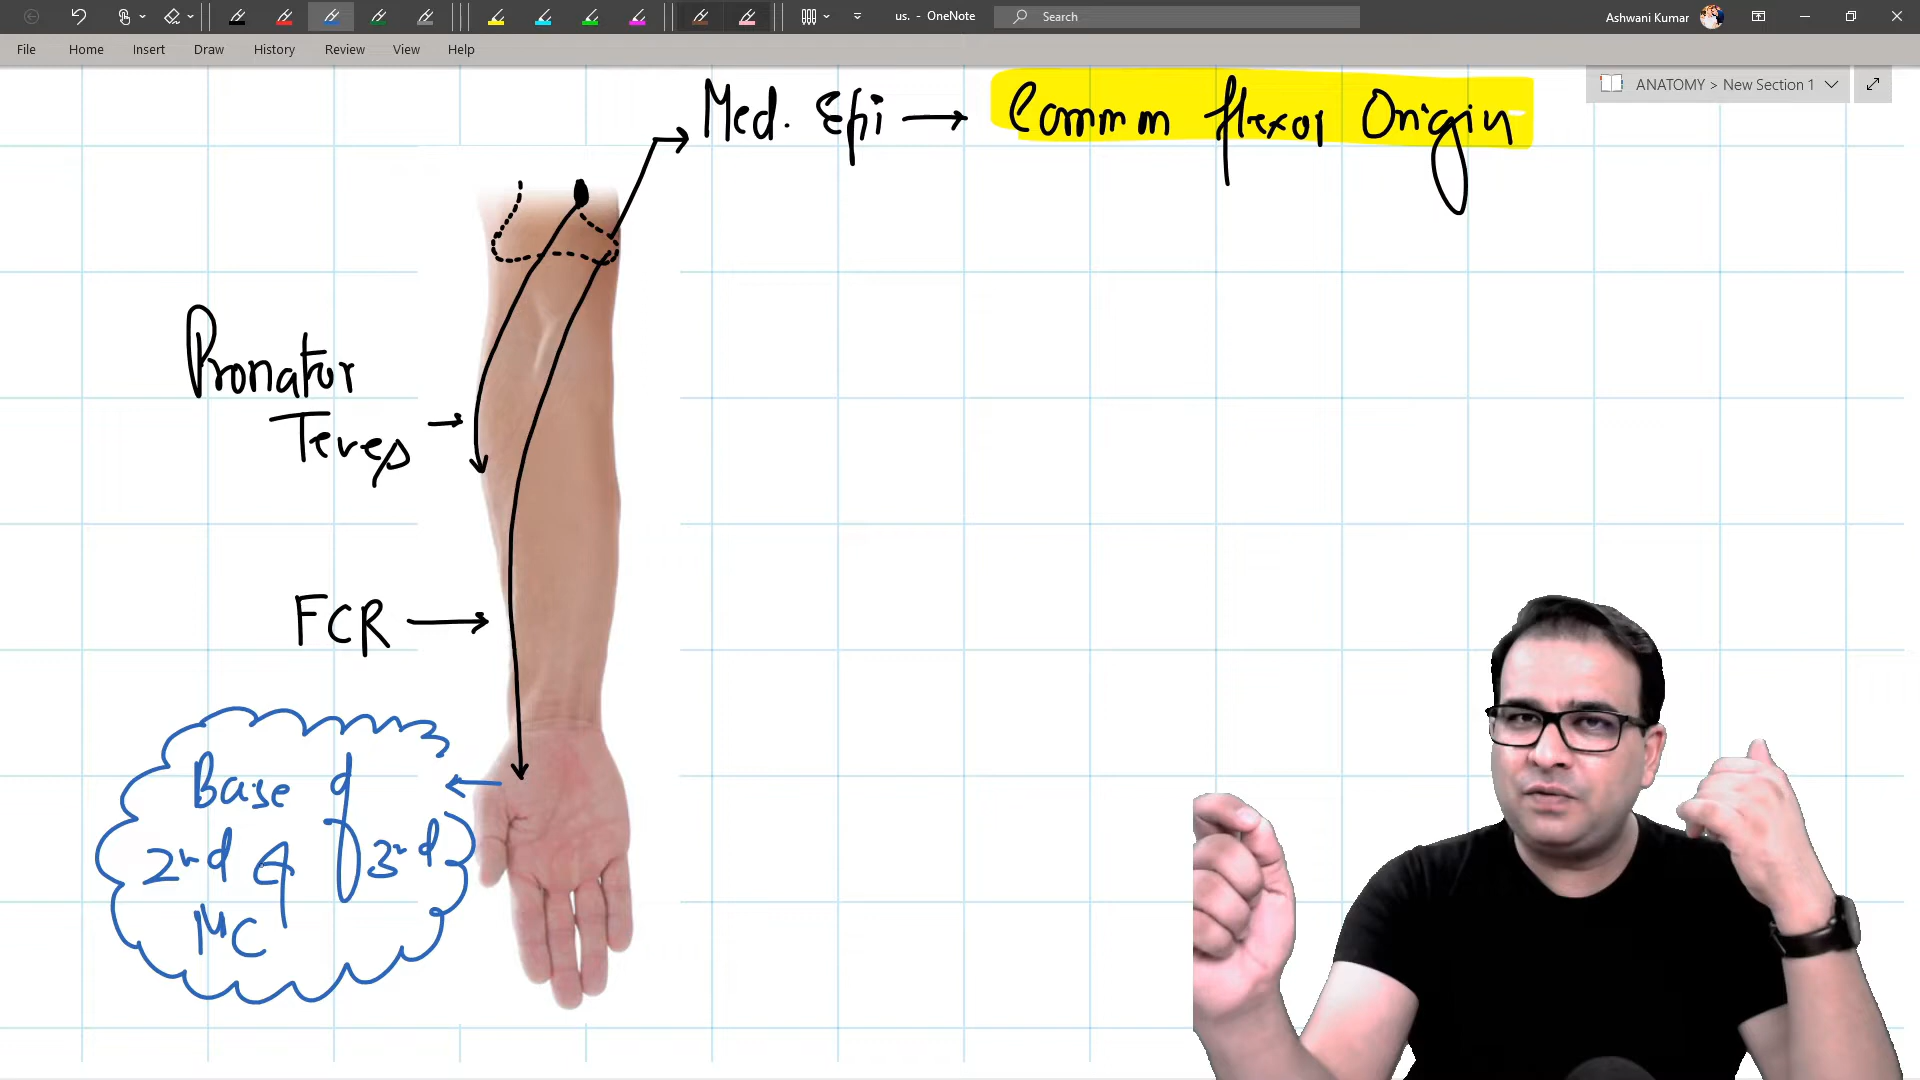 us. - OneNote
Search
Ashwani Kumar
File Home Insert Draw History Review View Help
ANATOMY > New Section 1
Med. Epi → Common flexor Origin
Pronator
Teres →
FCR →
Base of
2nd & 3rd
MC